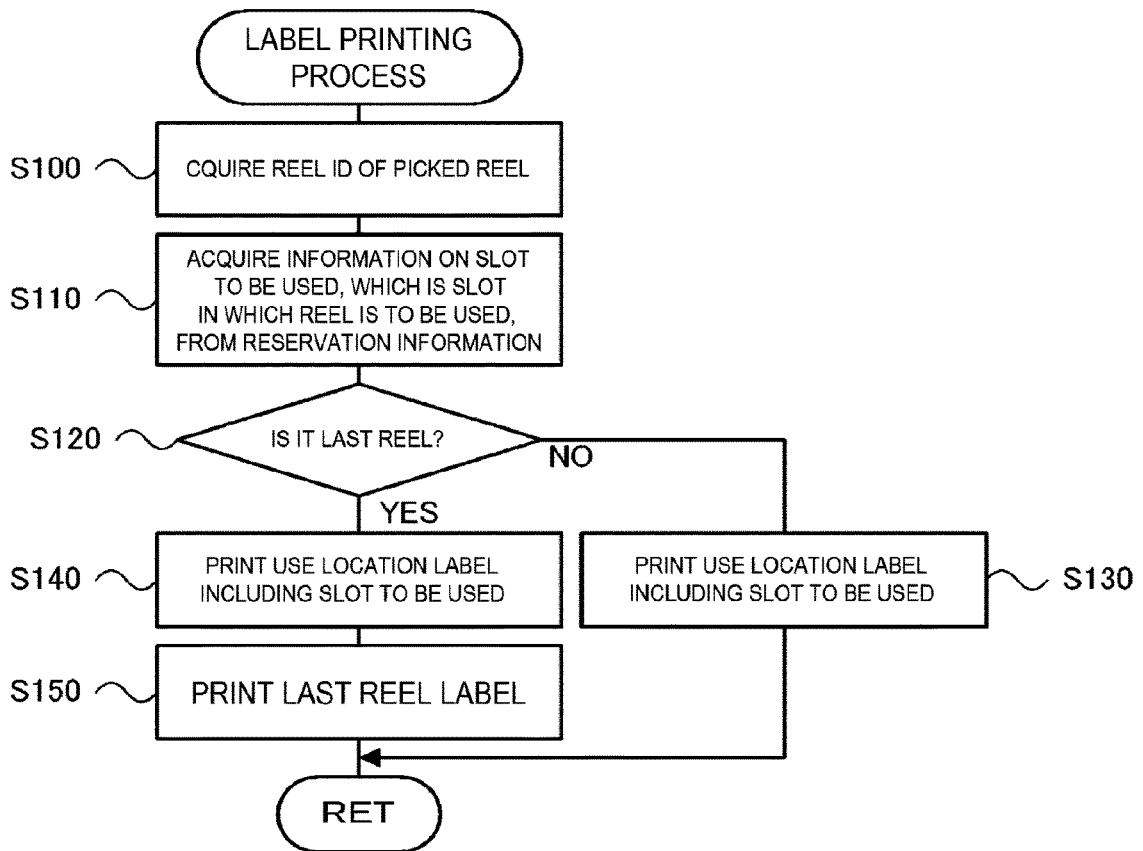 LABEL PRINTING
PROCESS
S100
CQUIRE REEL ID OF PICKED REEL
S110
ACQUIRE INFORMATION ON SLOT
TO BE USED, WHICH IS SLOT
IN WHICH REEL IS TO BE USED,
FROM RESERVATION INFORMATION
S120
IS IT LAST REEL?
NO
YES
S140
PRINT USE LOCATION LABEL
INCLUDING SLOT TO BE USED
PRINT USE LOCATION LABEL
INCLUDING SLOT TO BE USED
S130
S150
PRINT LAST REEL LABEL
RET